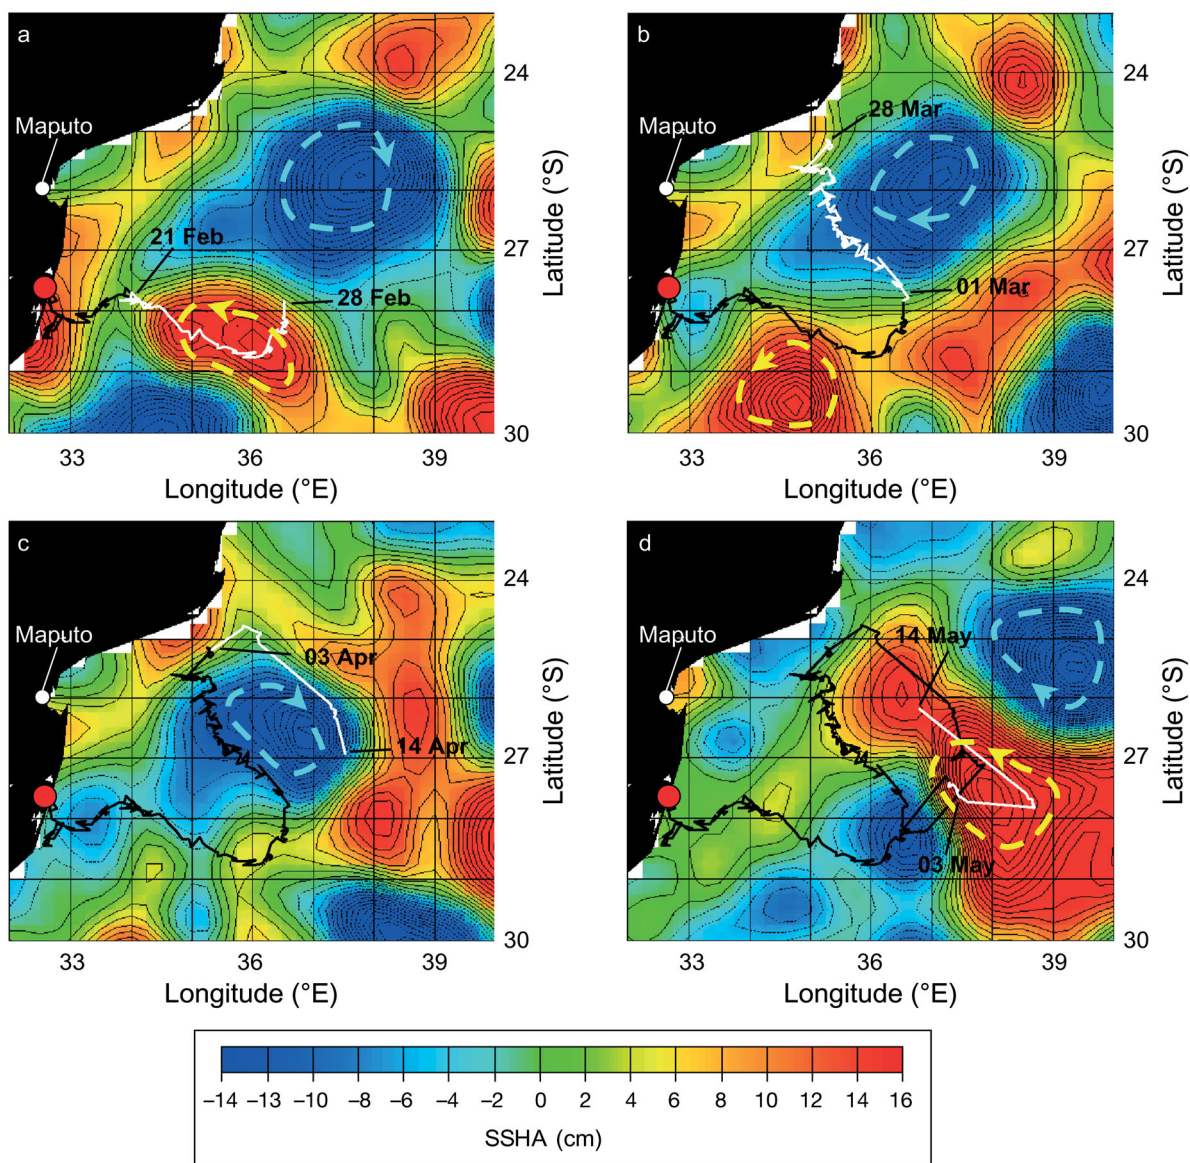 a
Maputo
21 Feb
28 Feb
24
27
30
Latitude (°S)
33 36 39
Longitude (°E)
b
Maputo
28 Mar
01 Mar
24
27
30
Latitude (°S)
33 36 39
Longitude (°E)
c
Maputo
03 Apr
14 Apr
24
27
30
Latitude (°S)
33 36 39
Longitude (°E)
d
Maputo
14 May
03 May
24
27
30
Latitude (°S)
33 36 39
Longitude (°E)
−14 −13 −10 −8 −6 −4 −2 0 2 4 6 8 10 12 14 16
SSHA (cm)